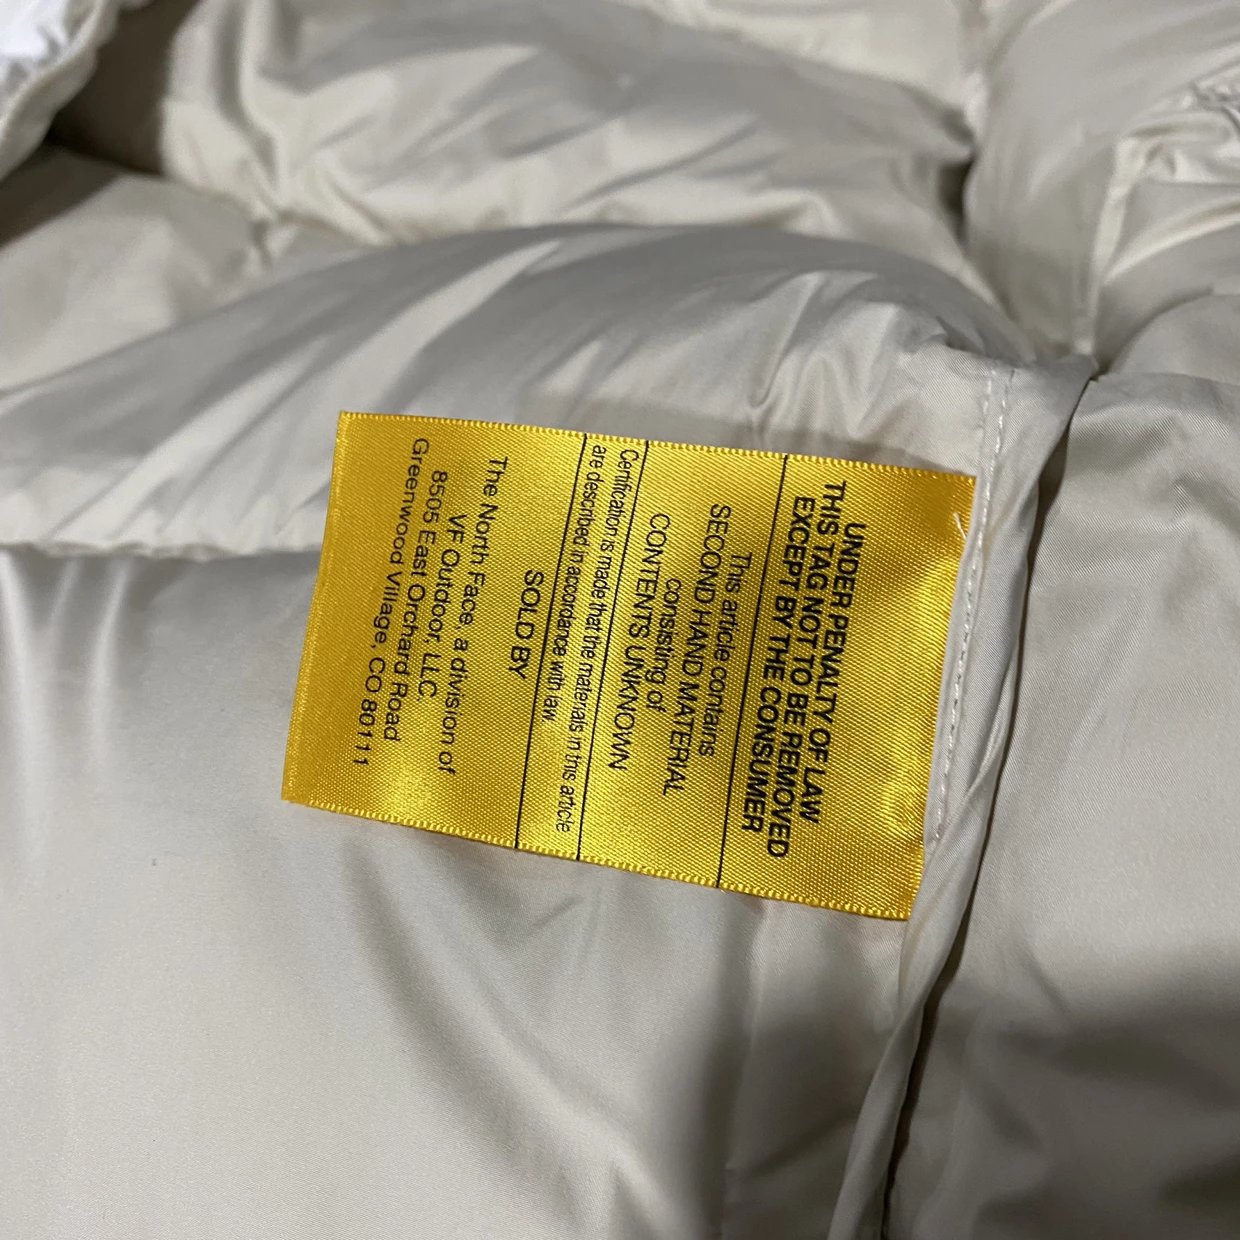 UNDER PENALTY OF LAW
THIS TAG NOT TO BE REMOVED
EXCEPT BY THE CONSUMER
This article contains
SECOND HAND MATERIAL
consisting of
CONTENTS UNKNOWN
Certification is made that the materials in this article
are described in accordance with law.
SOLD BY
The North Face, a division of
VF Outdoor, LLC.
8505 East Orchard Road
Greenwood Village, CO 80111